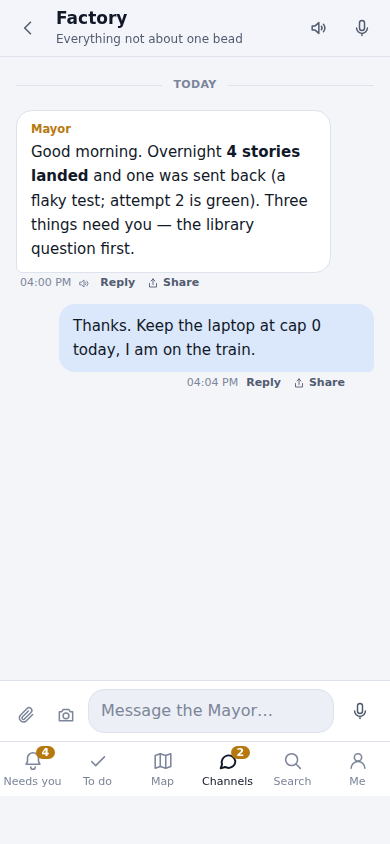 Factory
Everything not about one bead
TODAY
Mayor
Good morning. Overnight 4 stories
landed and one was sent back (a
flaky test; attempt 2 is green). Three
things need you — the library
question first.
04:00 PM Reply Share
Thanks. Keep the laptop at cap 0
today, I am on the train.
04:04 PM Reply Share
Message the Mayor…
4
2
Needs you To do Map Channels Search Me